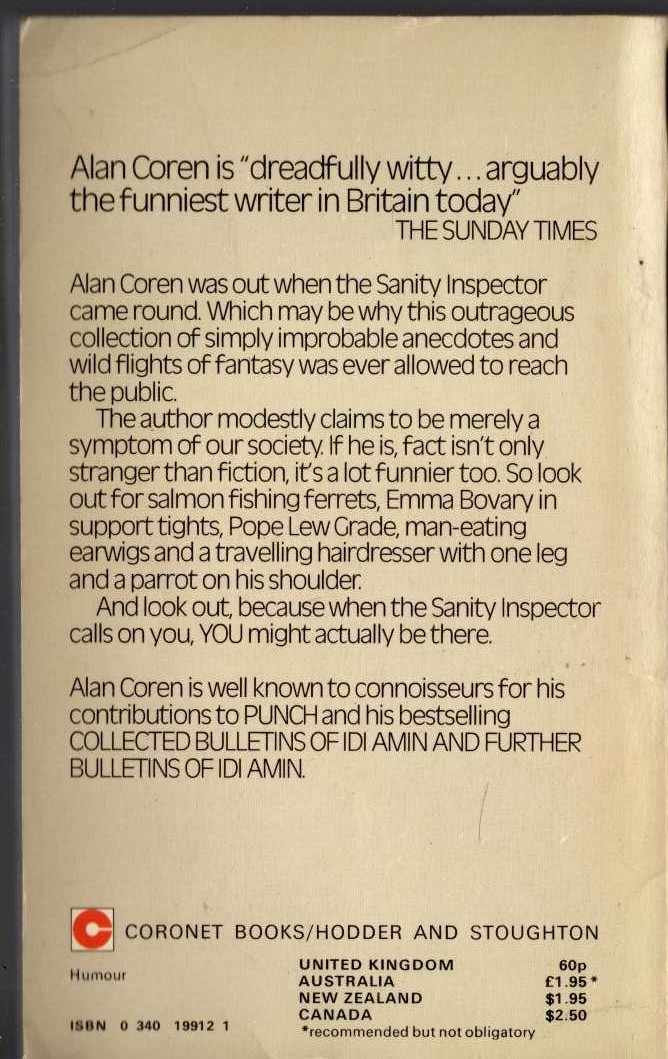 Alan Coren is "dreadfully witty...arguably
the funniest writer in Britain today"
THE SUNDAY TIMES
Alan Coren was out when the Sanity Inspector
came round. Which may be why this outrageous
collection of simply improbable anecdotes and
wild flights of fantasy was ever allowed to reach
the public.
The author modestly claims to be merely a
symptom of our society. If he is, fact isn't only
stranger than fiction, it's a lot funnier too. So look
out for salmon fishing ferrets, Emma Bovary in
support tights, Pope Lew Grade, man-eating
earwigs and a travelling hairdresser with one leg
and a parrot on his shoulder.
And look out, because when the Sanity Inspector
calls on you, YOU might actually be there.
Alan Coren is well known to connoisseurs for his
contributions to PUNCH and his bestselling
COLLECTED BULLETINS OF IDI AMIN AND FURTHER
BULLETINS OF IDI AMIN.
C CORONET BOOKS/HODDER AND STOUGHTON
Humour
UNITED KINGDOM 60p
AUSTRALIA £1.95*
NEW ZEALAND $1.95
CANADA $2.50
ISBN 0 340 19912 1
*recommended but not obligatory